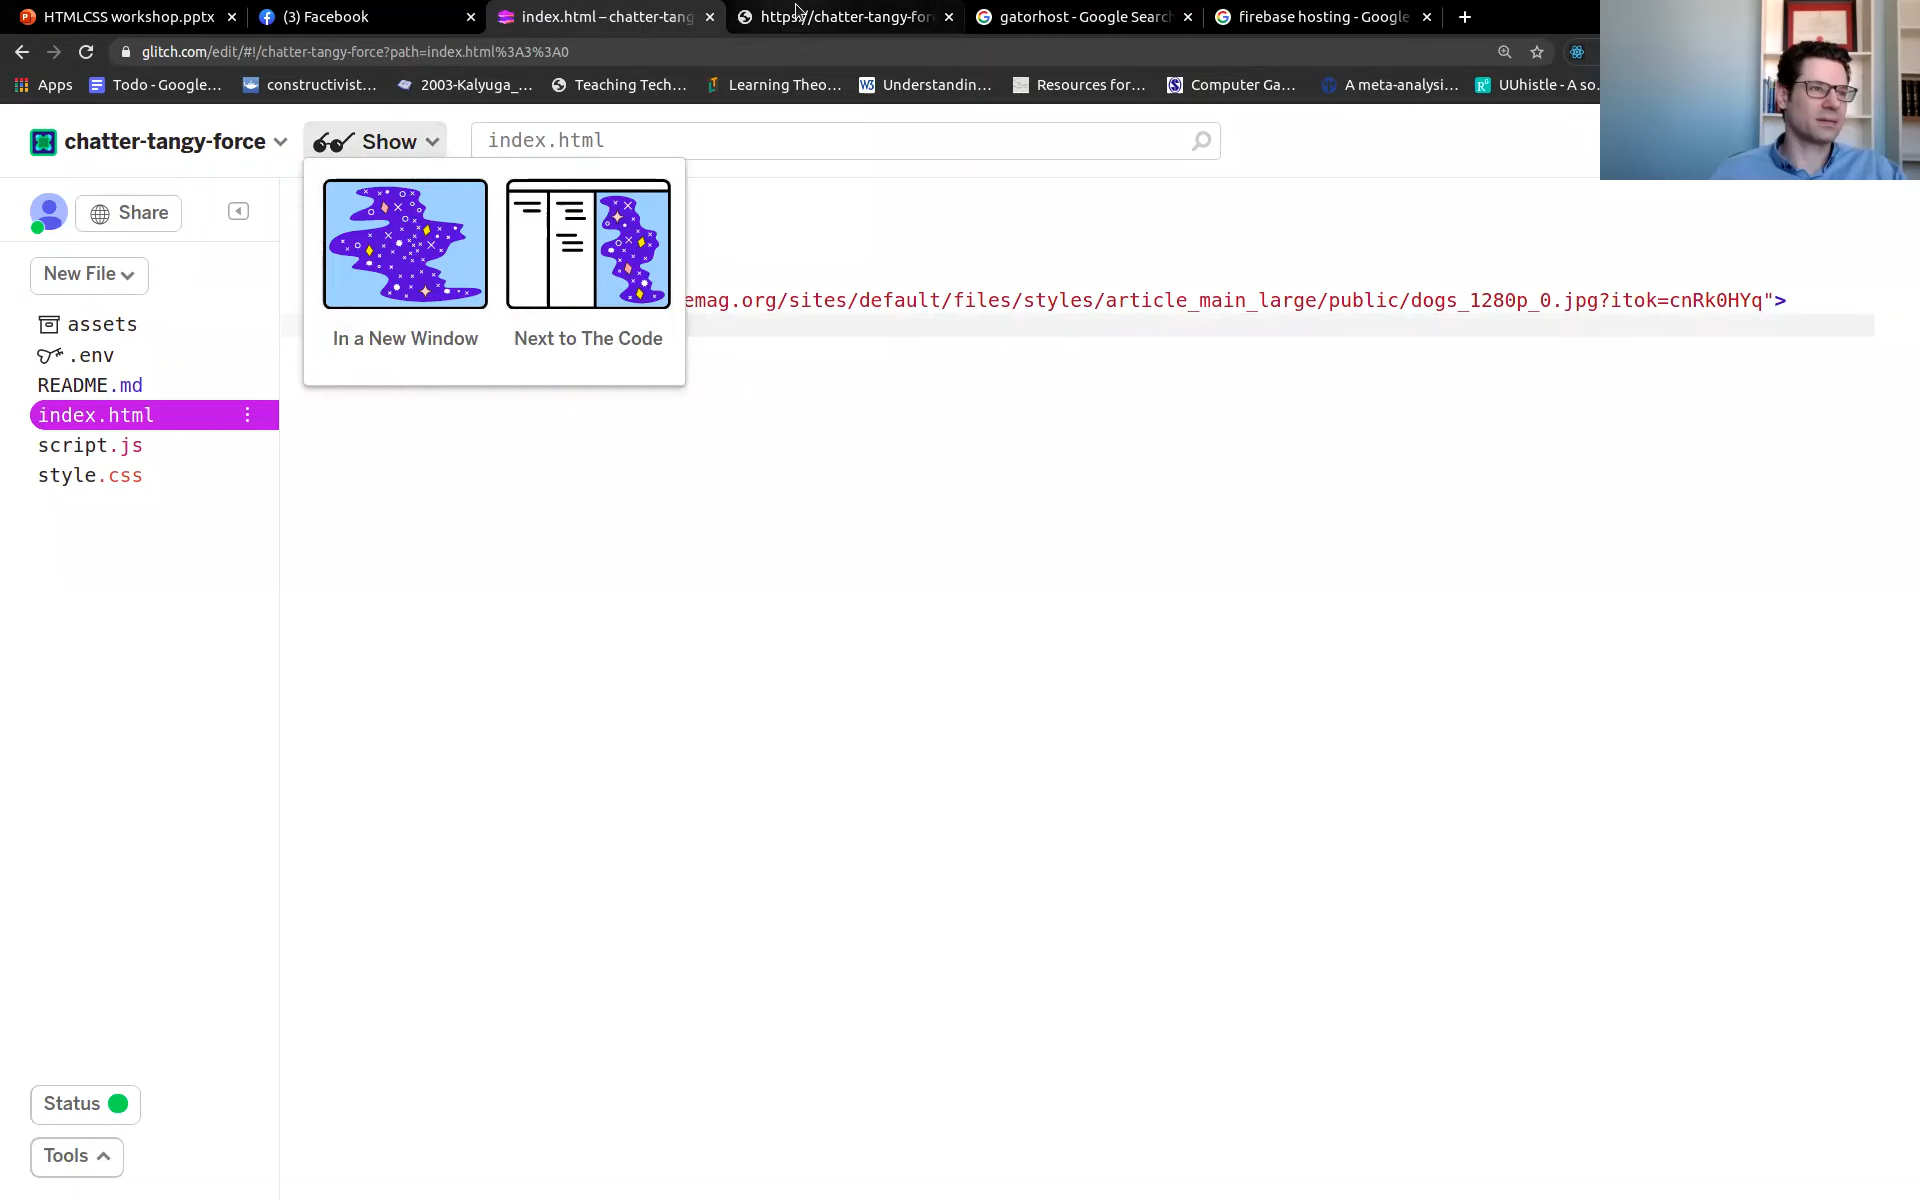 HTMLCSS workshop.pptx
(3) Facebook
index.html – chatter-tang
https://chatter-tangy-for
gatorhost - Google Search
firebase hosting - Google
glitch.com/edit/#!/chatter-tangy-force?path=index.html%3A3%3A0
Apps
Todo - Google...
constructivist...
2003-Kalyuga_...
Teaching Tech...
Learning Theo...
Understandin...
Resources for...
Computer Ga...
A meta-analysi...
UUhistle - A so.
chatter-tangy-force
Show
index.html
Share
In a New Window
Next to The Code
New File
assets
.env
README.md
index.html
script.js
style.css
emag.org/sites/default/files/styles/article_main_large/public/dogs_1280p_0.jpg?itok=cnRk0HYq">
Status
Tools